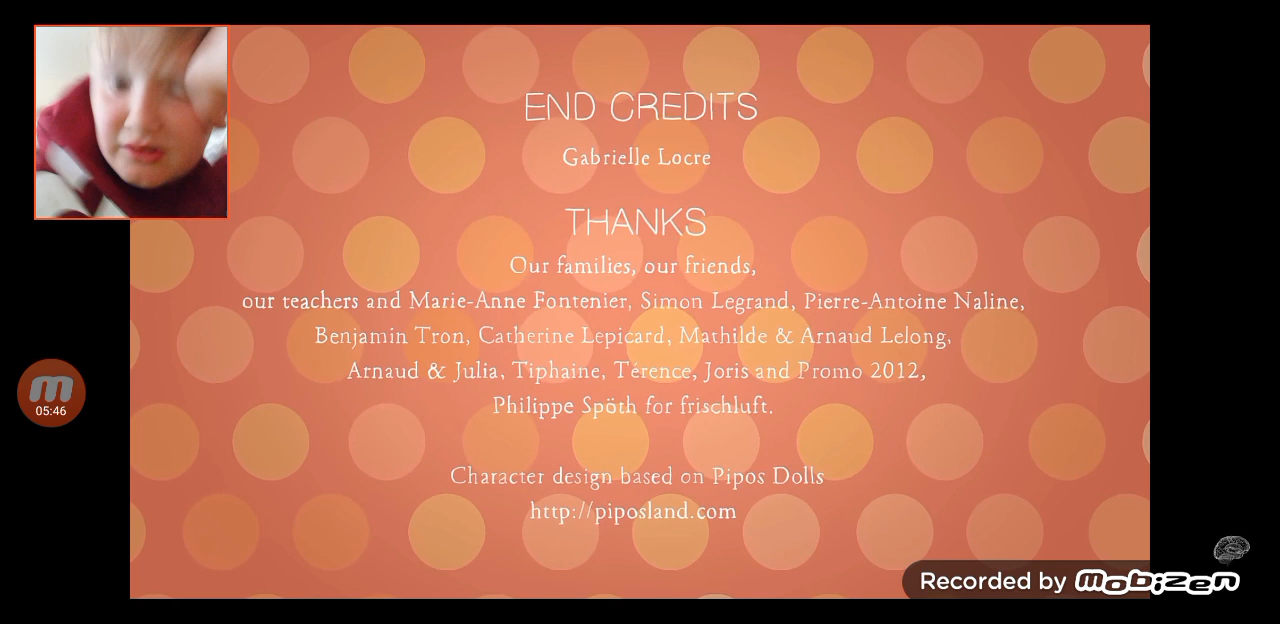 END CREDITS
Gabrielle Locre
THANKS
Our families, our friends,
our teachers and Marie-Anne Fontenier, Simon Legrand, Pierre-Antoine Naline,
Benjamin Tron, Catherine Lepicard, Mathilde & Arnaud Lelong,
Arnaud & Julia, Tiphaine, Térence, Joris and Promo 2012,
Philippe Spöth for frischluft.
Character design based on Pipos Dolls
http://piposland.com
m
05:46
Recorded by mobizen